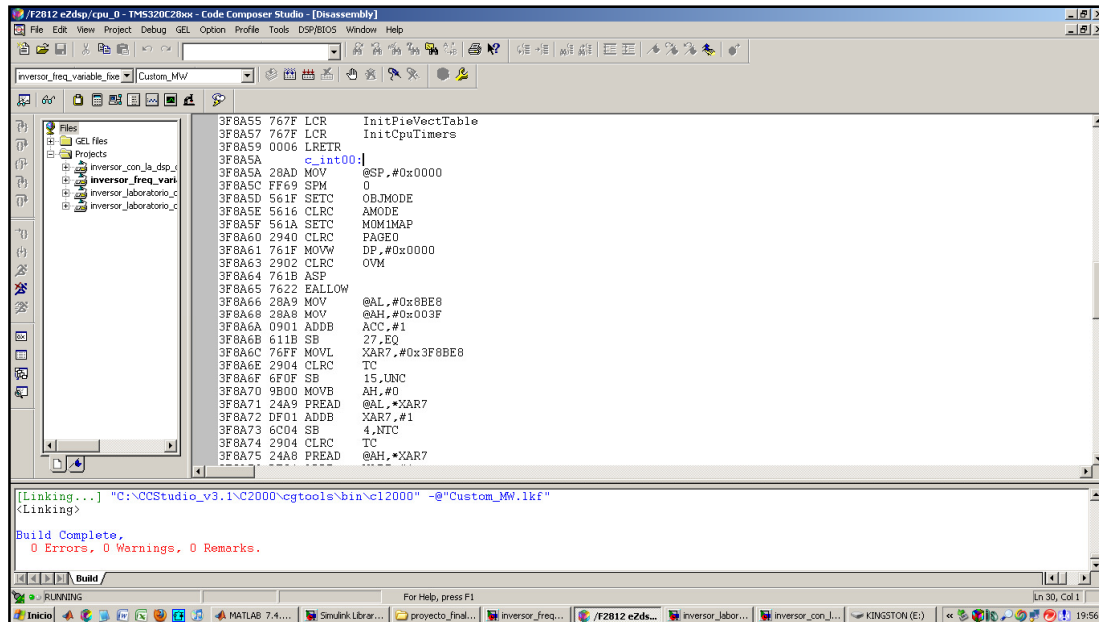 /F2812 eZdsp/cpu_0 - TMS320C28xx - Code Composer Studio - [Disassembly]
File Edit View Project Debug GEL Option Profile Tools DSP/BIOS Window Help
inversor_freq_variable_fixe Custom_MW
Files
GEL files
Projects
inversor_con_la_dsp_c
inversor_freq_vari
inversor_laboratorio_c
inversor_laboratorio_c
3F8A55 767F LCR InitPieVectTable
3F8A57 767F LCR InitCpuTimers
3F8A59 0006 LRETR
3F8A5A c_int00:
3F8A5A 28AD MOV @SP,#0x0000
3F8A5C FF69 SPM 0
3F8A5D 561F SETC OBJMODE
3F8A5E 5616 CLRC AMODE
3F8A5F 561A SETC M0M1MAP
3F8A60 2940 CLRC PAGE0
3F8A61 761F MOVW DP,#0x0000
3F8A63 2902 CLRC OVM
3F8A64 761B ASP
3F8A65 7622 EALLOW
3F8A66 28A9 MOV @AL,#0x8BE8
3F8A68 28A8 MOV @AH,#0x003F
3F8A6A 0901 ADDB ACC,#1
3F8A6B 611B SB 27,EQ
3F8A6C 76FF MOVL XAR7,#0x3F8BE8
3F8A6E 2904 CLRC TC
3F8A6F 6F0F SB 15,UNC
3F8A70 9B00 MOVB AH,#0
3F8A71 24A9 PREAD @AL,*XAR7
3F8A72 DF01 ADDB XAR7,#1
3F8A73 6C04 SB 4,NTC
3F8A74 2904 CLRC TC
3F8A75 24A8 PREAD @AH,*XAR7
[Linking...] "C:\CCStudio_v3.1\C2000\cgtools\bin\cl2000" -@"Custom_MW.lkf"
<Linking>
Build Complete,
0 Errors, 0 Warnings, 0 Remarks.
Build
RUNNING For Help, press F1 Ln 30, Col 1
Inicio MATLAB 7.4.... Simulink Librar... proyecto_final... inversor_freq... /F2812 eZds... inversor_labor... inversor_con_l... KINGSTON (E:) 19:56